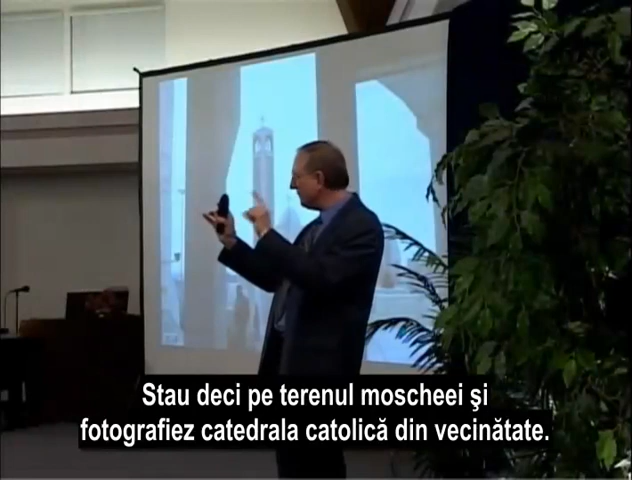 Stau deci pe terenul moscheei şi
fotografiez catedrala catolică din vecinătate.